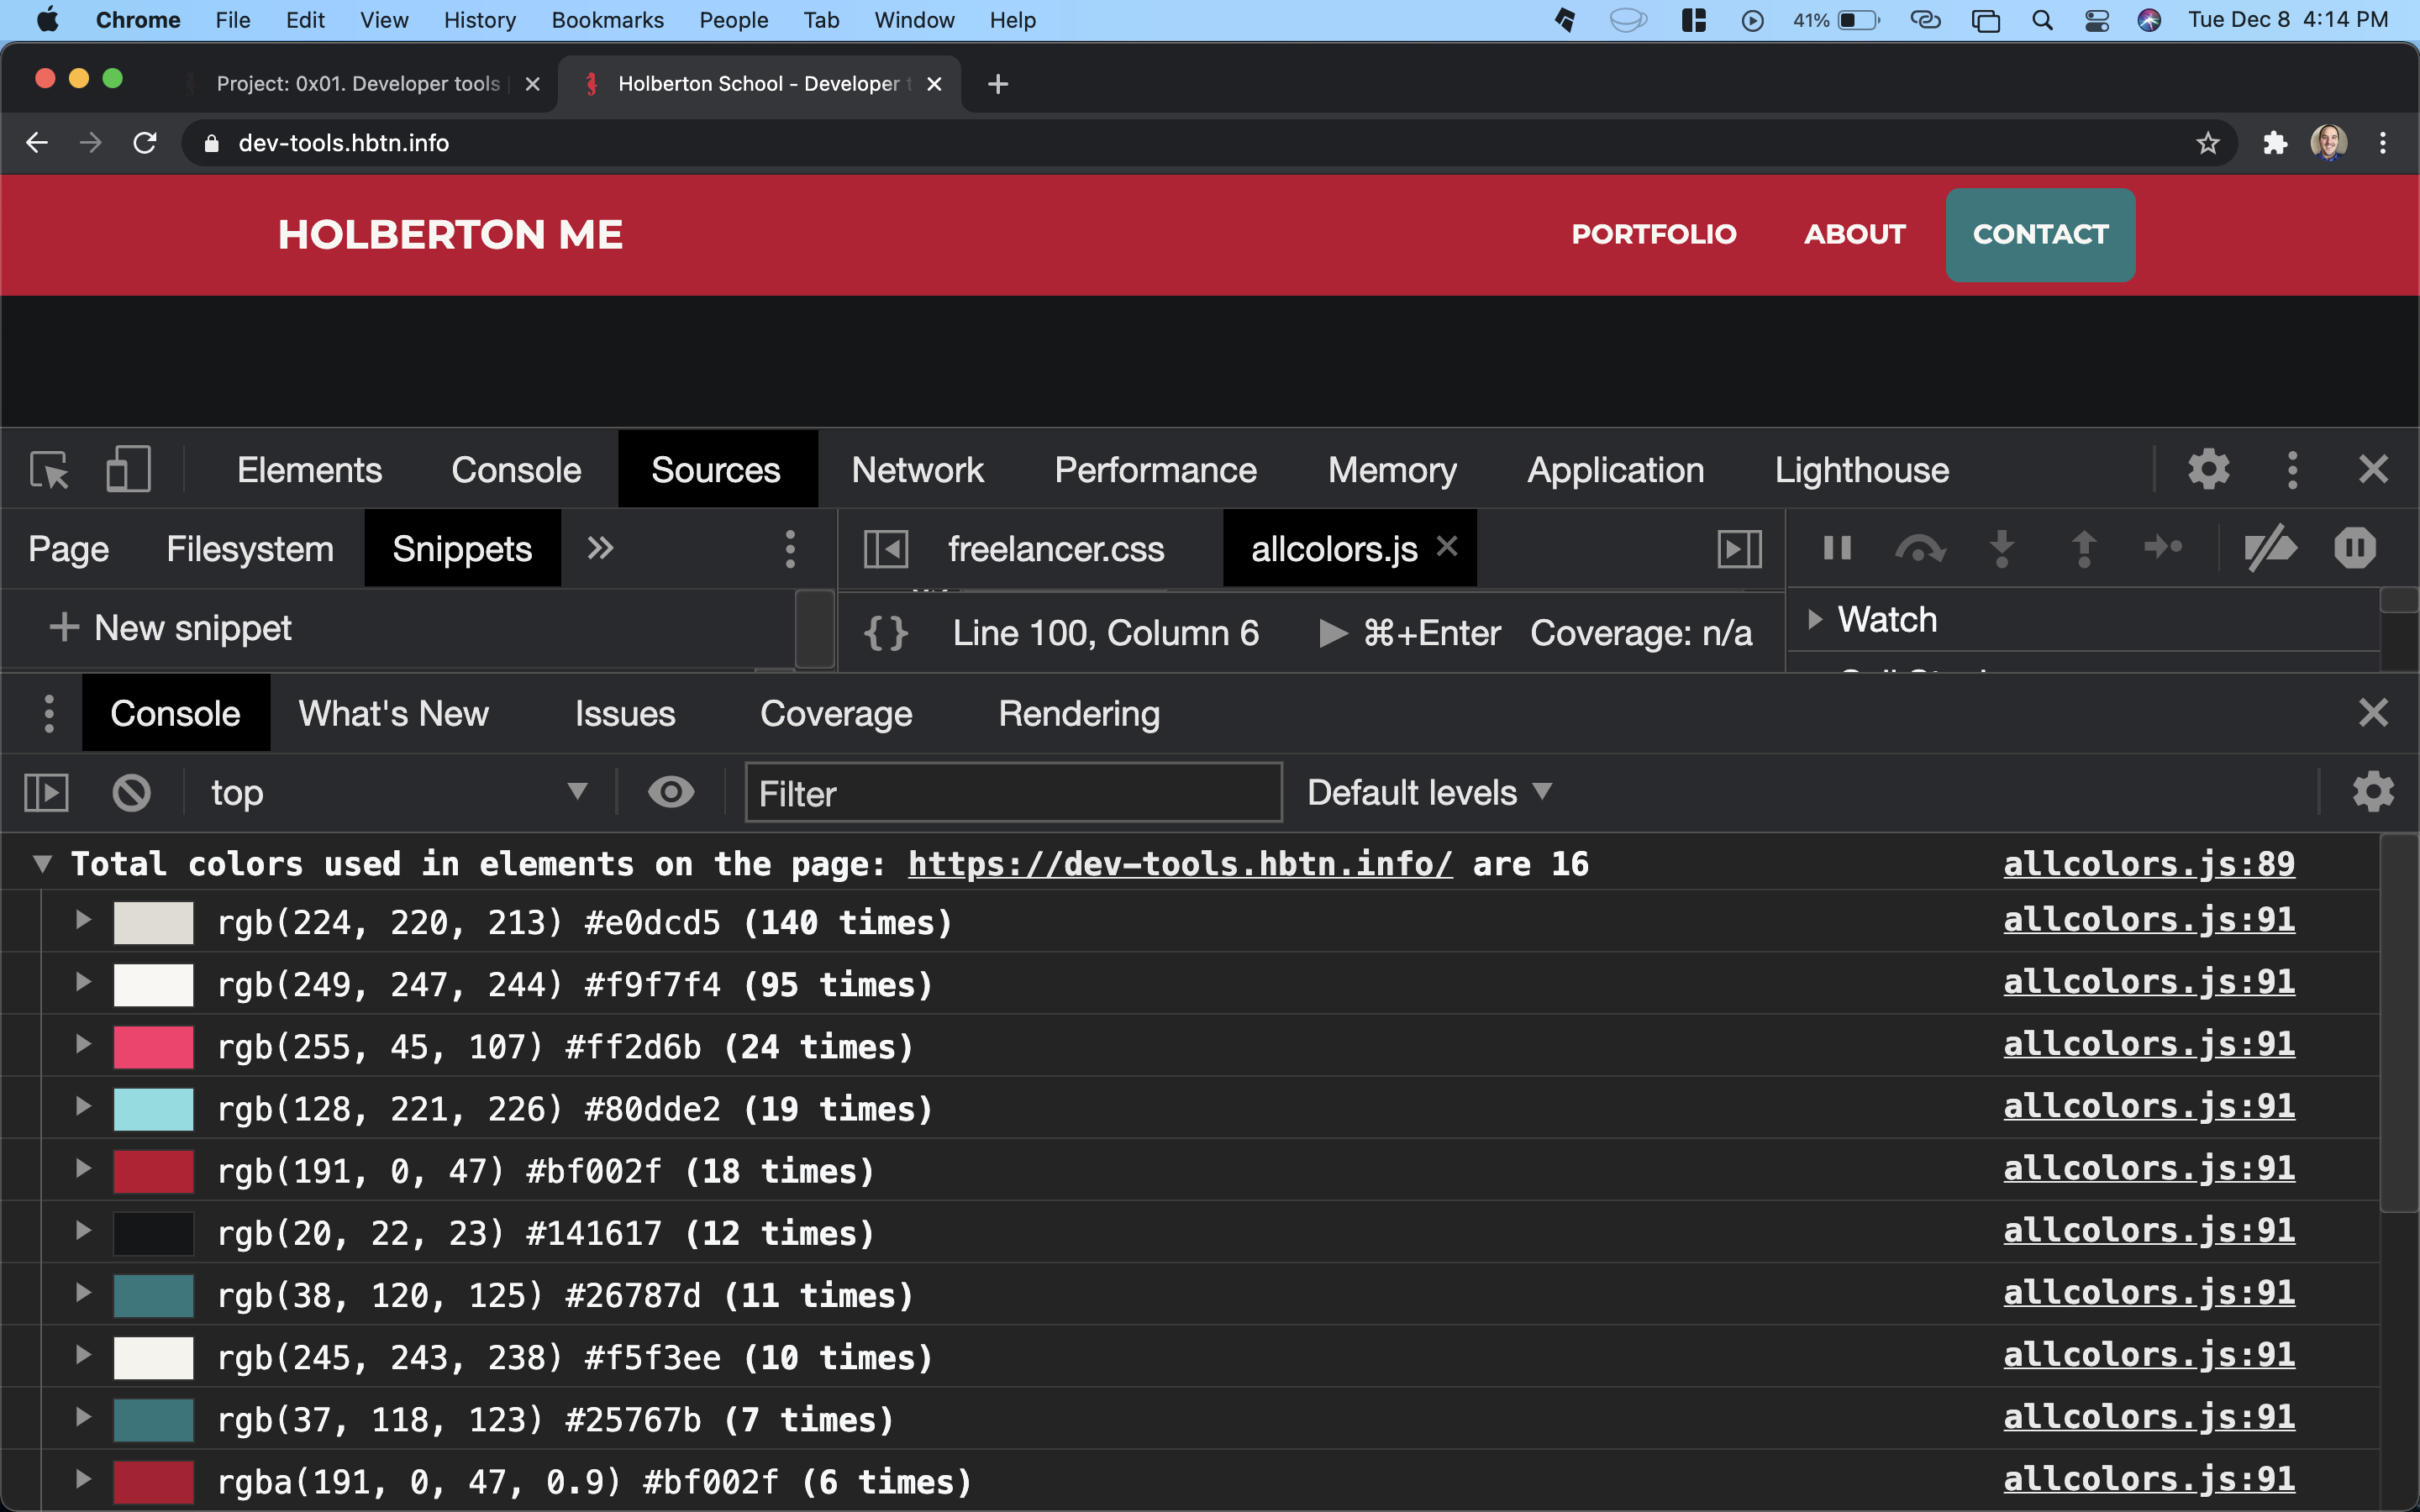 Chrome File Edit View History Bookmarks People Tab Window Help 41% Tue Dec 8 4:14 PM
Project: 0x01. Developer tools Holberton School - Developer
dev-tools.hbtn.info
HOLBERTON ME PORTFOLIO ABOUT CONTACT
Elements Console Sources Network Performance Memory Application Lighthouse
Page Filesystem Snippets » freelancer.css allcolors.js
+ New snippet {} Line 100, Column 6 ⌘+Enter Coverage: n/a Watch
Console What's New Issues Coverage Rendering
top Filter Default levels
Total colors used in elements on the page: https://dev-tools.hbtn.info/ are 16 allcolors.js:89
rgb(224, 220, 213) #e0dcd5 (140 times) allcolors.js:91
rgb(249, 247, 244) #f9f7f4 (95 times) allcolors.js:91
rgb(255, 45, 107) #ff2d6b (24 times) allcolors.js:91
rgb(128, 221, 226) #80dde2 (19 times) allcolors.js:91
rgb(191, 0, 47) #bf002f (18 times) allcolors.js:91
rgb(20, 22, 23) #141617 (12 times) allcolors.js:91
rgb(38, 120, 125) #26787d (11 times) allcolors.js:91
rgb(245, 243, 238) #f5f3ee (10 times) allcolors.js:91
rgb(37, 118, 123) #25767b (7 times) allcolors.js:91
rgba(191, 0, 47, 0.9) #bf002f (6 times) allcolors.js:91